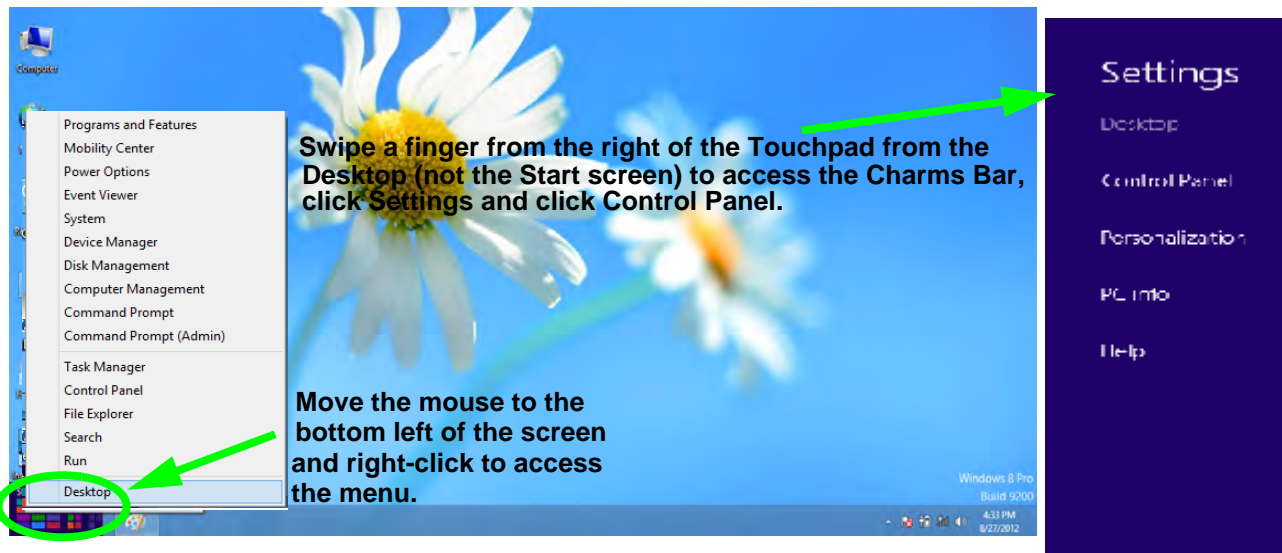 Computer
Programs and Features
Mobility Center
Power Options
Event Viewer
System
Device Manager
Disk Management
Computer Management
Command Prompt
Command Prompt (Admin)
Task Manager
Control Panel
File Explorer
Search
Run
Desktop
Swipe a finger from the right of the Touchpad from the
Desktop (not the Start screen) to access the Charms Bar,
click Settings and click Control Panel.
Move the mouse to the
bottom left of the screen
and right-click to access
the menu.
Windows 8 Pro
Build 9200
4:33 PM
8/27/2012
Settings
Desktop
Control Panel
Personalization
PC info
Help